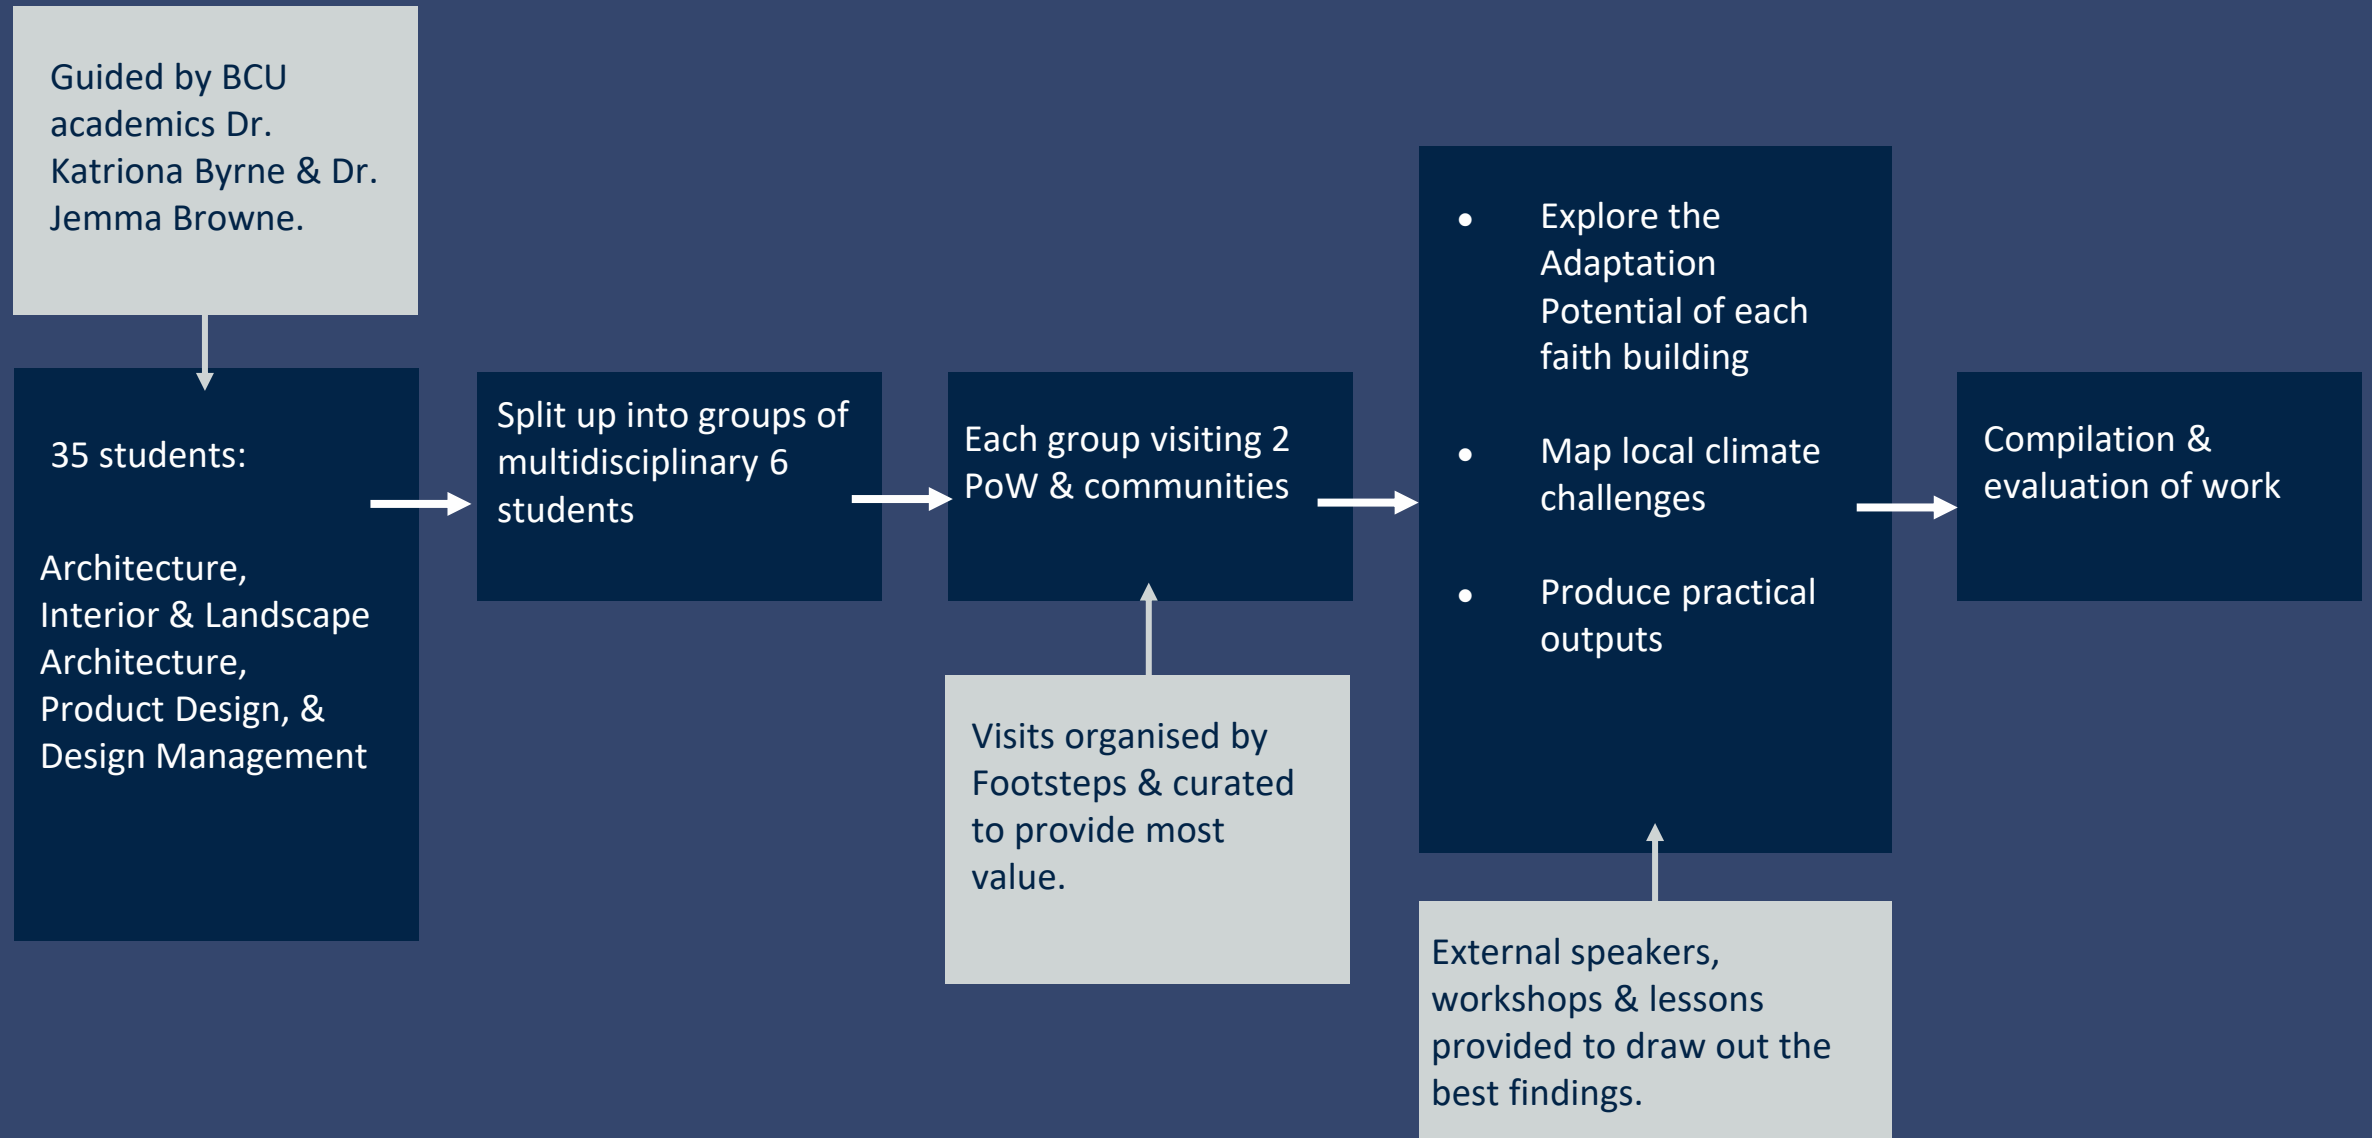 Guided by BCU
academics Dr.
Katriona Byrne & Dr.
Jemma Browne.
35 students:
Architecture,
Interior & Landscape
Architecture,
Product Design, &
Design Management
Split up into groups of
multidisciplinary 6
students
Each group visiting 2
PoW & communities
Visits organised by
Footsteps & curated
to provide most
value.
● Explore the
Adaptation
Potential of each
faith building
● Map local climate
challenges
● Produce practical
outputs
External speakers,
workshops & lessons
provided to draw out the
best findings.
Compilation &
evaluation of work